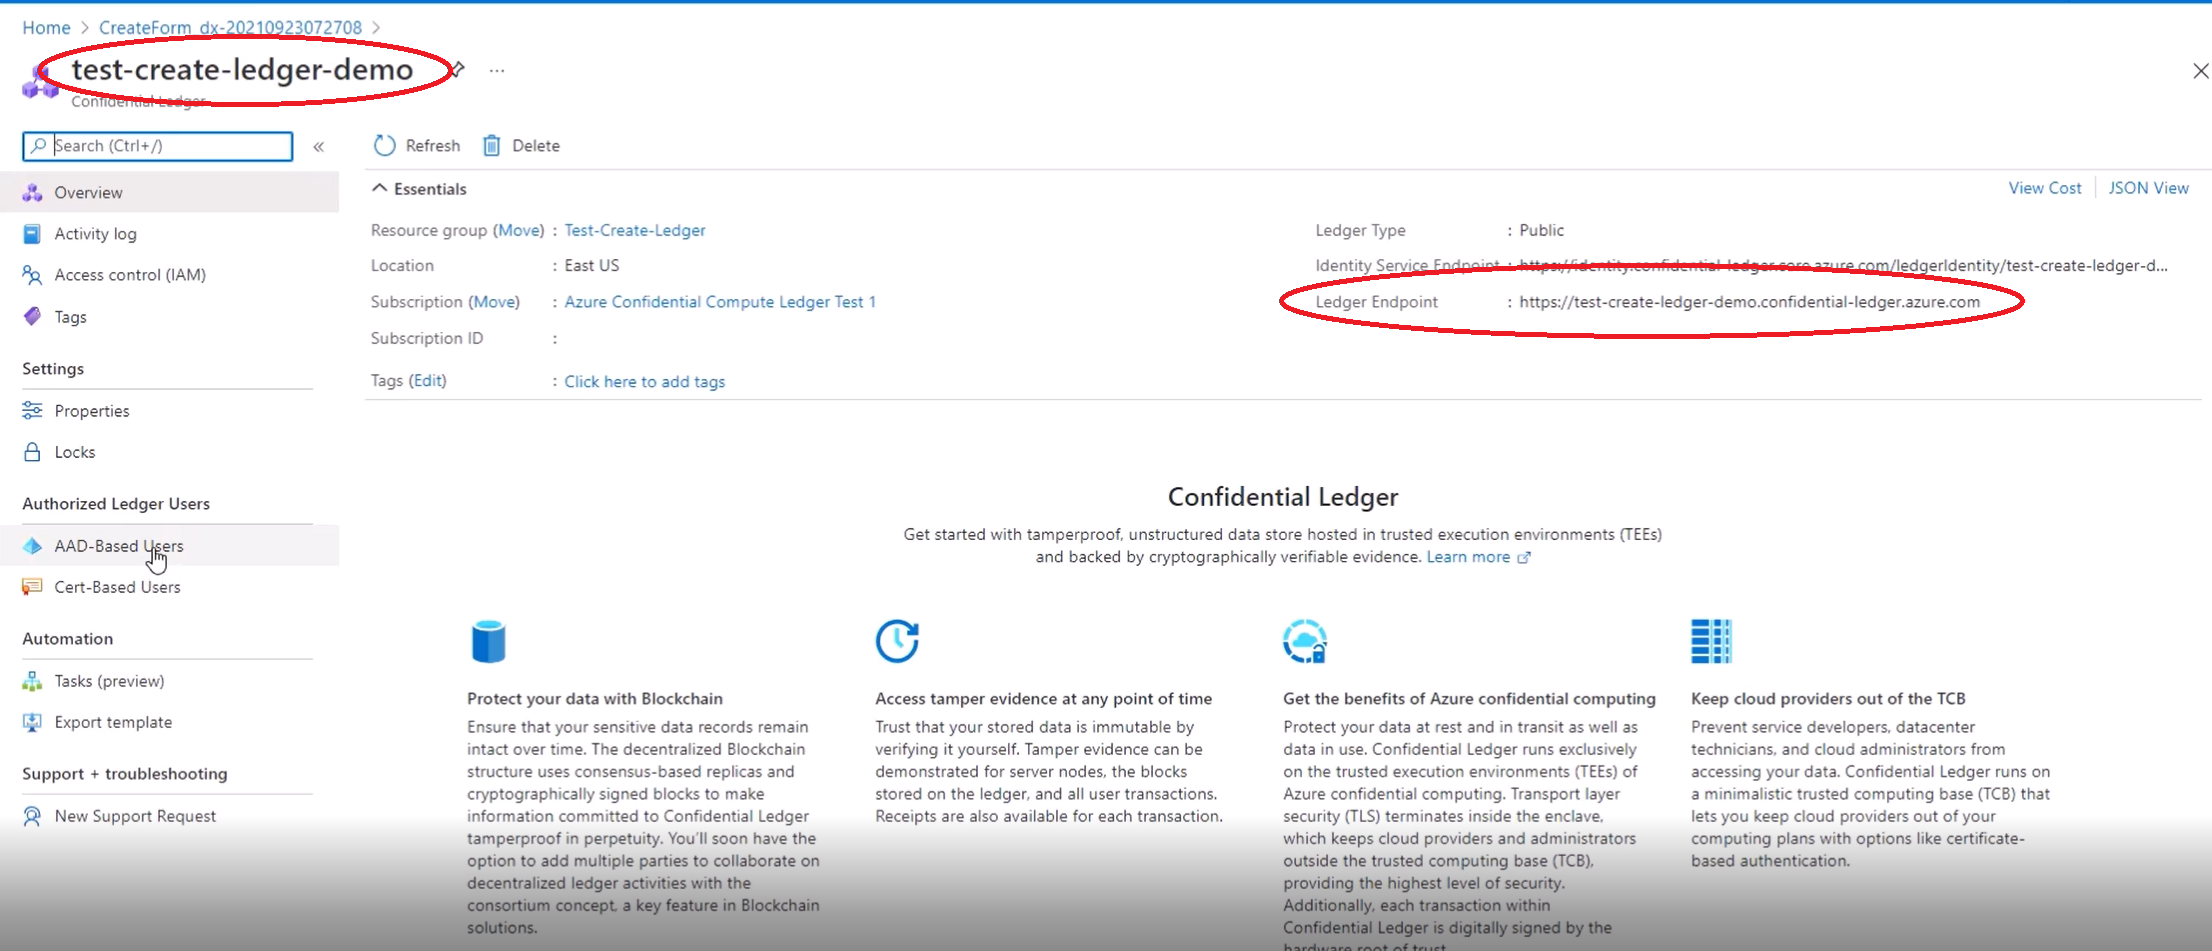 Home > CreateForm_dx-20210923072708 >
test-create-ledger-demo ...
Confidential Ledger
Search (Ctrl+/) «
Overview
Activity log
Access control (IAM)
Tags
Settings
Properties
Locks
Authorized Ledger Users
AAD-Based Users
Cert-Based Users
Automation
Tasks (preview)
Export template
Support + troubleshooting
New Support Request
Refresh Delete
Essentials
View Cost JSON View
Resource group (Move) : Test-Create-Ledger
Location : East US
Subscription (Move) : Azure Confidential Compute Ledger Test 1
Subscription ID :
Tags (Edit) : Click here to add tags
Ledger Type : Public
Identity Service Endpoint : https://identity.confidential-ledger.core.azure.com/ledgerIdentity/test-create-ledger-d...
Ledger Endpoint : https://test-create-ledger-demo.confidential-ledger.azure.com
Confidential Ledger
Get started with tamperproof, unstructured data store hosted in trusted execution environments (TEEs)
and backed by cryptographically verifiable evidence. Learn more
Protect your data with Blockchain
Ensure that your sensitive data records remain
intact over time. The decentralized Blockchain
structure uses consensus-based replicas and
cryptographically signed blocks to make
information committed to Confidential Ledger
tamperproof in perpetuity. You'll soon have the
option to add multiple parties to collaborate on
decentralized ledger activities with the
consortium concept, a key feature in Blockchain
solutions.
Access tamper evidence at any point of time
Trust that your stored data is immutable by
verifying it yourself. Tamper evidence can be
demonstrated for server nodes, the blocks
stored on the ledger, and all user transactions.
Receipts are also available for each transaction.
Get the benefits of Azure confidential computing
Protect your data at rest and in transit as well as
data in use. Confidential Ledger runs exclusively
on the trusted execution environments (TEEs) of
Azure confidential computing. Transport layer
security (TLS) terminates inside the enclave,
which keeps cloud providers and administrators
outside the trusted computing base (TCB),
providing the highest level of security.
Additionally, each transaction within
Confidential Ledger is digitally signed by the
hardware root of trust.
Keep cloud providers out of the TCB
Prevent service developers, datacenter
technicians, and cloud administrators from
accessing your data. Confidential Ledger runs on
a minimalistic trusted computing base (TCB) that
lets you keep cloud providers out of your
computing plans with options like certificate-
based authentication.